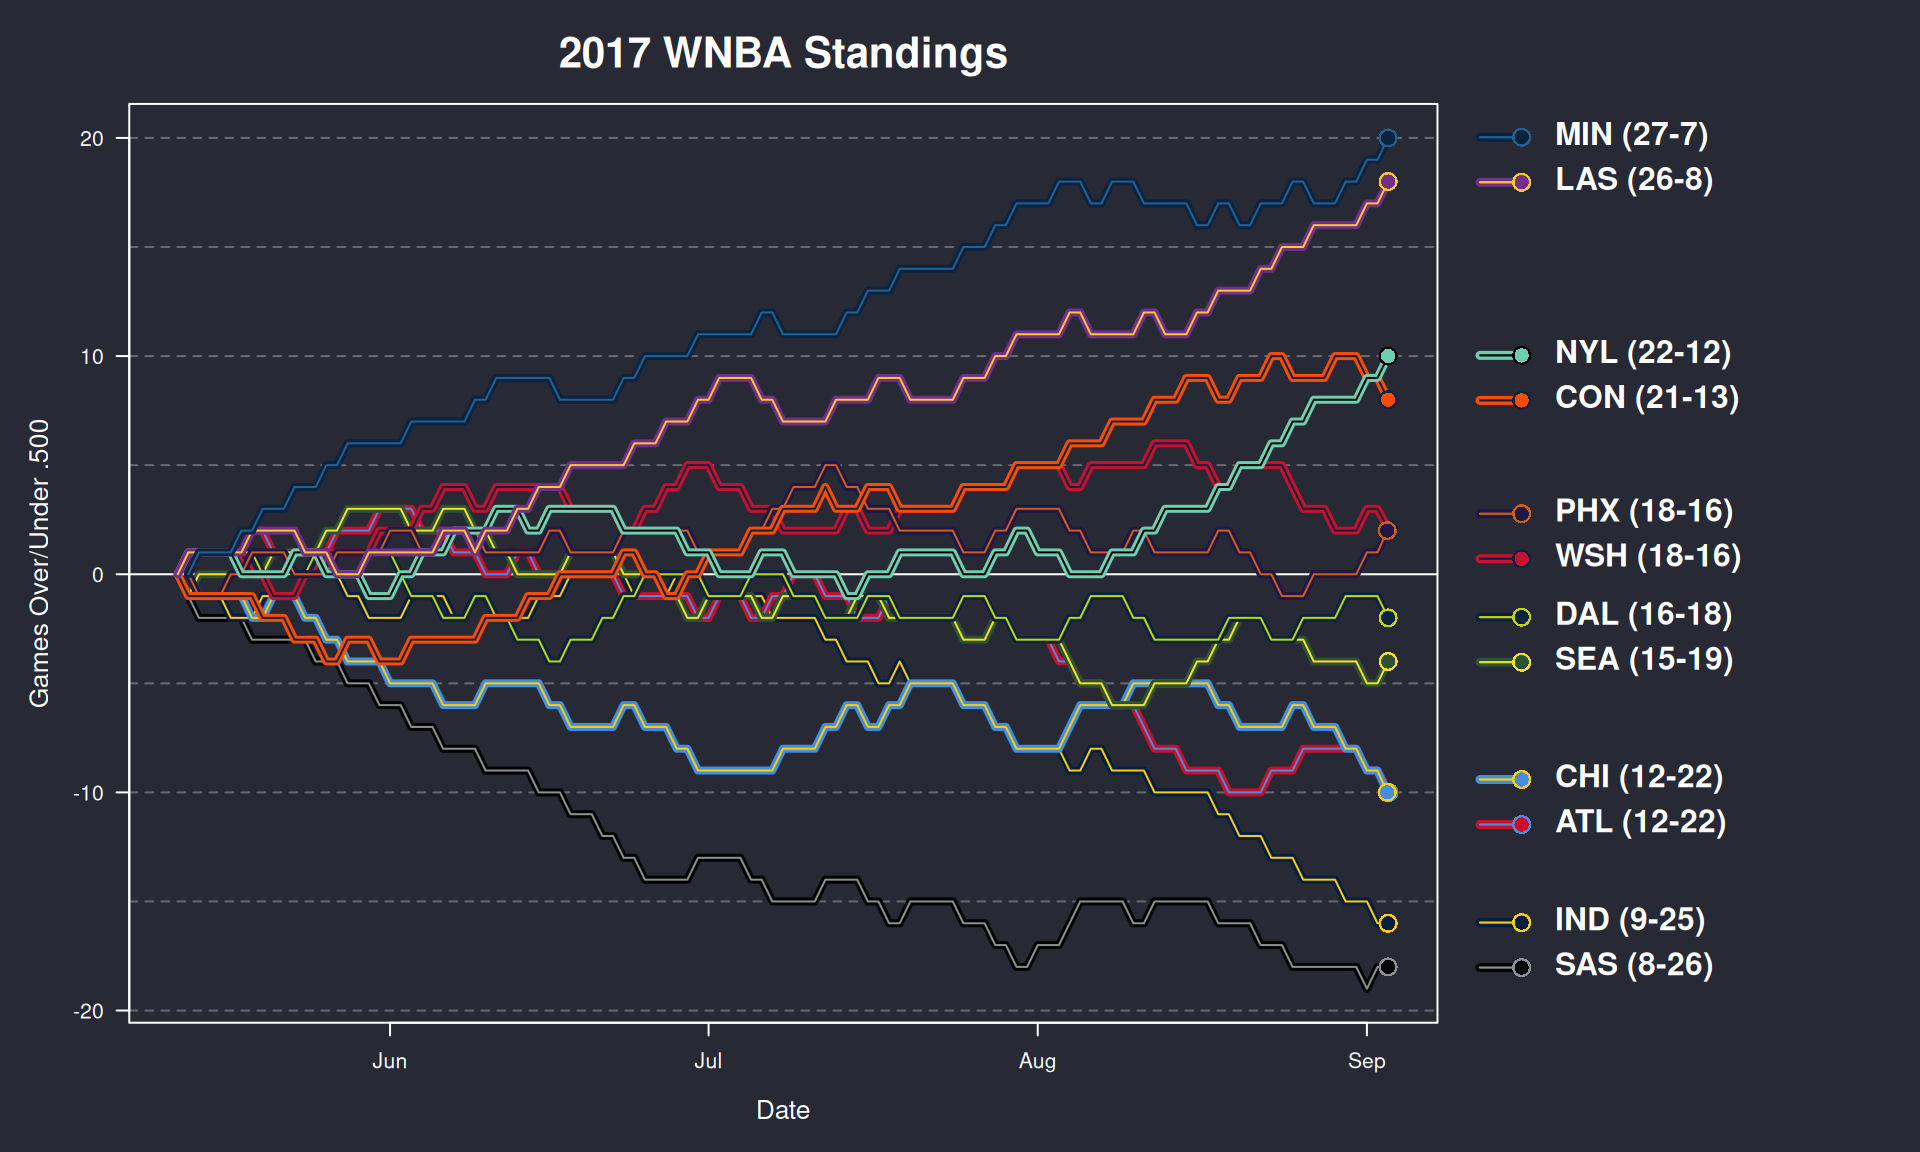 2017 WNBA Standings
Games Over/Under .500
20
10
0
-10
-20
Jun
Jul
Aug
Sep
Date
MIN (27-7)
LAS (26-8)
NYL (22-12)
CON (21-13)
PHX (18-16)
WSH (18-16)
DAL (16-18)
SEA (15-19)
CHI (12-22)
ATL (12-22)
IND (9-25)
SAS (8-26)